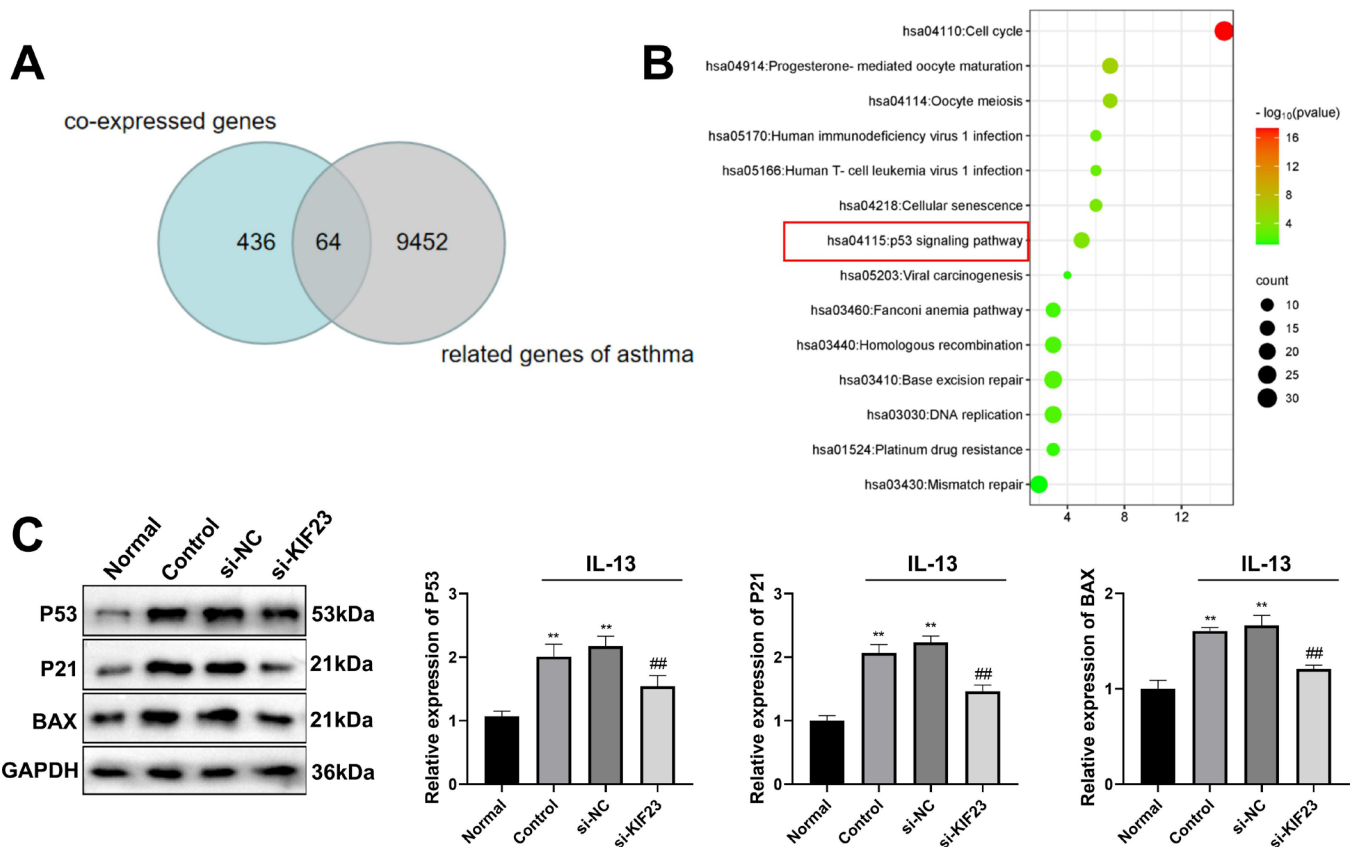 A
co-expressed genes
436
64
9452
related genes of asthma
B
hsa04110:Cell cycle
hsa04914:Progesterone- mediated oocyte maturation
hsa04114:Oocyte meiosis
hsa05170:Human immunodeficiency virus 1 infection
hsa05166:Human T- cell leukemia virus 1 infection
hsa04218:Cellular senescence
hsa04115:p53 signaling pathway
hsa05203:Viral carcinogenesis
hsa03460:Fanconi anemia pathway
hsa03440:Homologous recombination
hsa03410:Base excision repair
hsa03030:DNA replication
hsa01524:Platinum drug resistance
hsa03430:Mismatch repair
4 8 12
- log10(pvalue)
16
12
8
4
count
10
15
20
25
30
C
Normal Control si-NC si-KIF23
P53 53kDa
P21 21kDa
BAX 21kDa
GAPDH 36kDa
IL-13
Relative expression of P53
3
2
1
0
** ** ##
Normal Control si-NC si-KIF23
IL-13
Relative expression of P21
3
2
1
0
** ** ##
Normal Control si-NC si-KIF23
IL-13
Relative expression of BAX
2.0
1.5
1.0
0.5
0.0
** ** ##
Normal Control si-NC si-KIF23